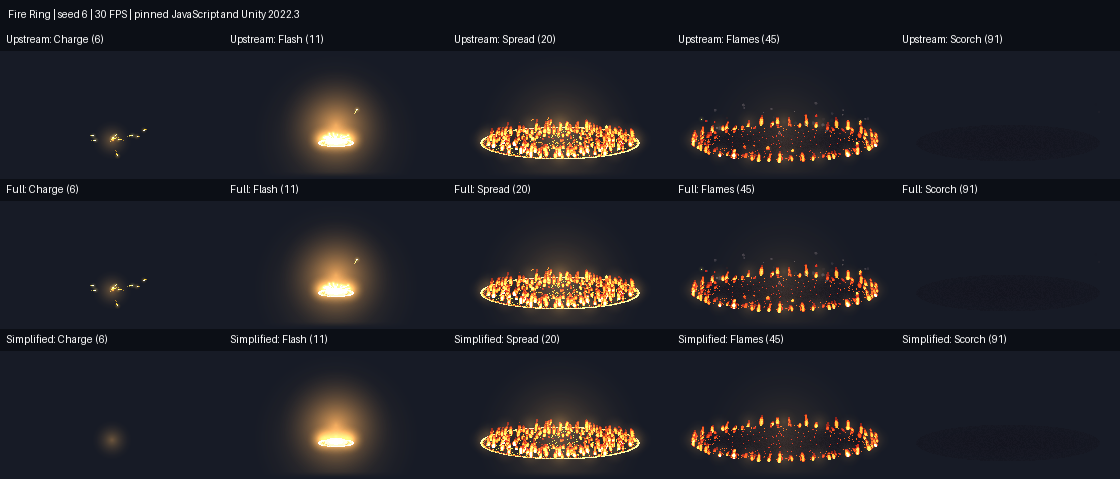 Fire Ring | seed 6 | 30 FPS | pinned JavaScript and Unity 2022.3
Upstream: Charge (6)
Upstream: Flash (11)
Upstream: Spread (20)
Upstream: Flames (45)
Upstream: Scorch (91)
Full: Charge (6)
Full: Flash (11)
Full: Spread (20)
Full: Flames (45)
Full: Scorch (91)
Simplified: Charge (6)
Simplified: Flash (11)
Simplified: Spread (20)
Simplified: Flames (45)
Simplified: Scorch (91)